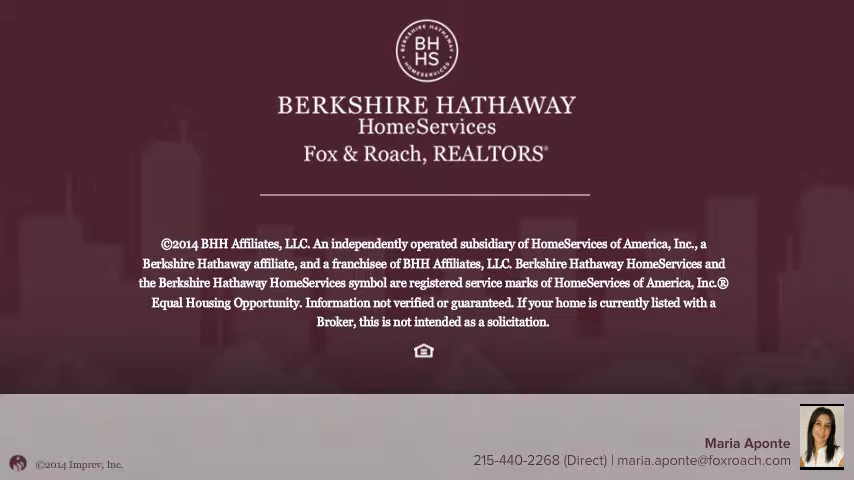 BERKSHIRE HATHAWAY HOMESERVICES
BH
HS
BERKSHIRE HATHAWAY
HomeServices
Fox & Roach, REALTORS®
©2014 BHH Affiliates, LLC. An independently operated subsidiary of HomeServices of America, Inc., a
Berkshire Hathaway affiliate, and a franchisee of BHH Affiliates, LLC. Berkshire Hathaway HomeServices and
the Berkshire Hathaway HomeServices symbol are registered service marks of HomeServices of America, Inc.®
Equal Housing Opportunity. Information not verified or guaranteed. If your home is currently listed with a
Broker, this is not intended as a solicitation.
Maria Aponte
215-440-2268 (Direct) | maria.aponte@foxroach.com
©2014 Imprev, Inc.